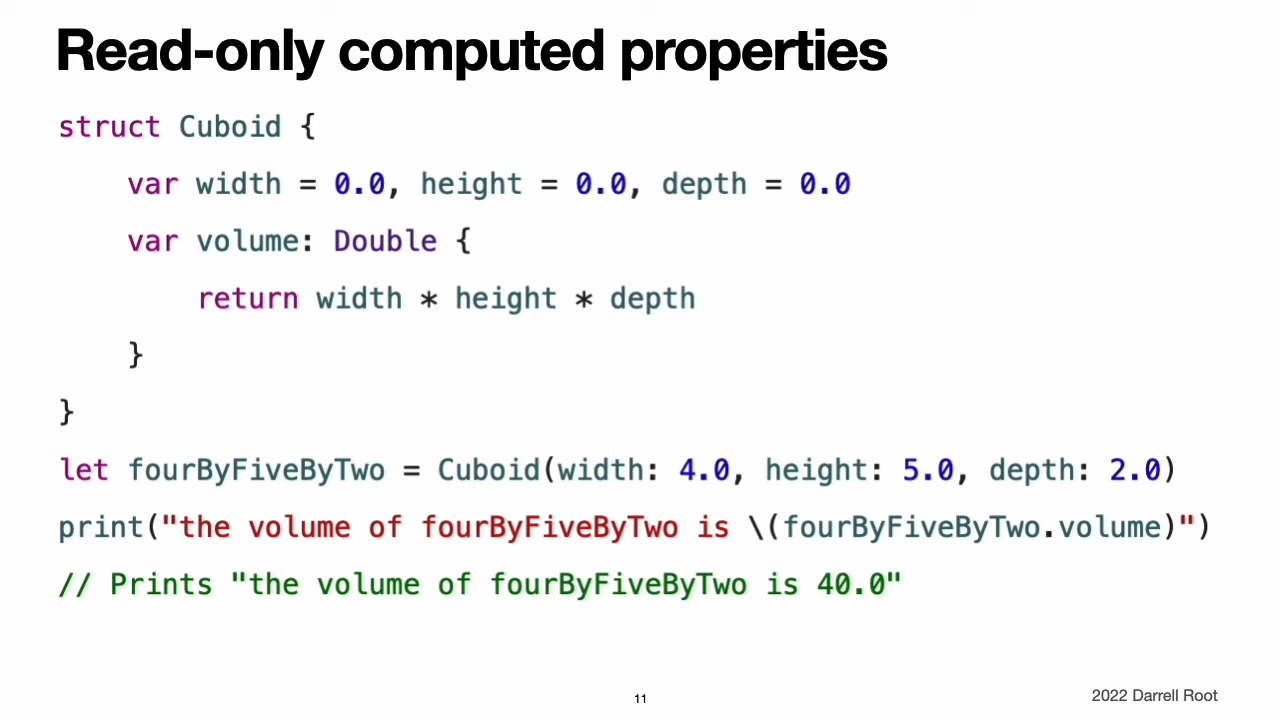 Read-only computed properties
struct Cuboid {
    var width = 0.0, height = 0.0, depth = 0.0
    var volume: Double {
        return width * height * depth
    }
}
let fourByFiveByTwo = Cuboid(width: 4.0, height: 5.0, depth: 2.0)
print("the volume of fourByFiveByTwo is \(fourByFiveByTwo.volume)")
// Prints "the volume of fourByFiveByTwo is 40.0"
11
2022 Darrell Root